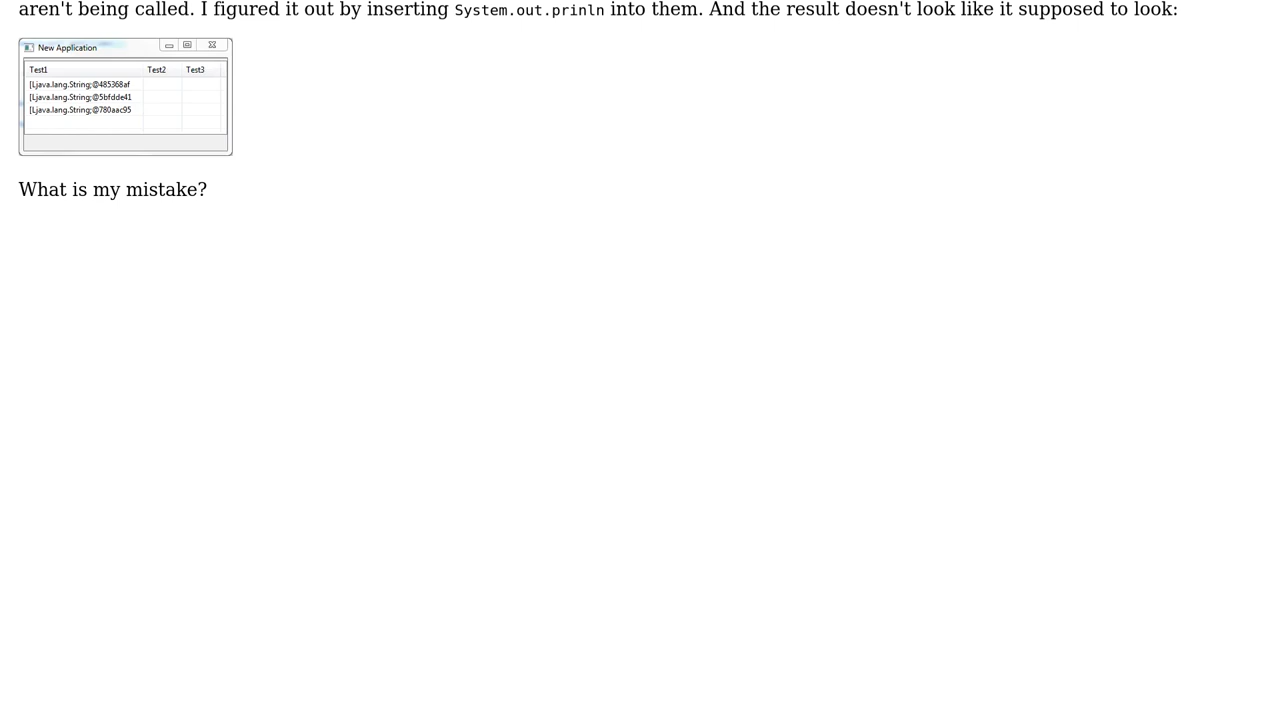 aren't being called. I figured it out by inserting System.out.prinln into them. And the result doesn't look like it supposed to look:
New Application
Test1 Test2 Test3
[Ljava.lang.String;@485368af
[Ljava.lang.String;@5bfdde41
[Ljava.lang.String;@780aac95
What is my mistake?